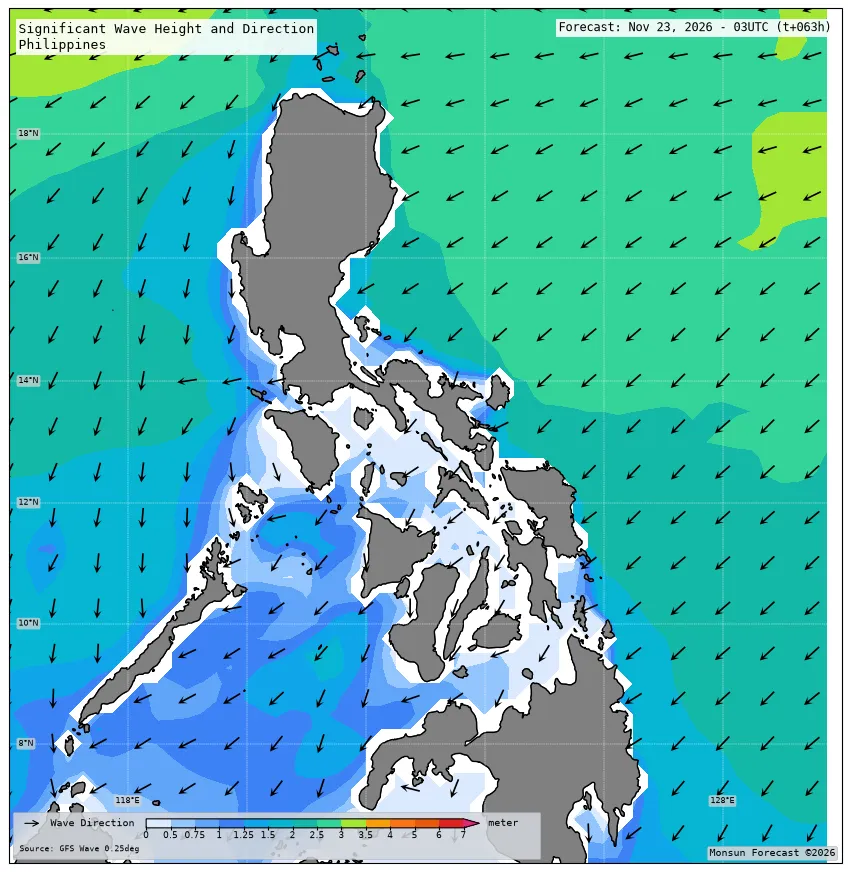 Significant Wave Height and Direction
Philippines
Forecast: Nov 23, 2026 - 03UTC (t+063h)
18°N
16°N
14°N
12°N
10°N
8°N
118°E
128°E
Wave Direction
0 0.5 0.75 1 1.25 1.5 2 2.5 3 3.5 4 5 6 7
meter
Source: GFS Wave 0.25deg
Monsun Forecast ©2026